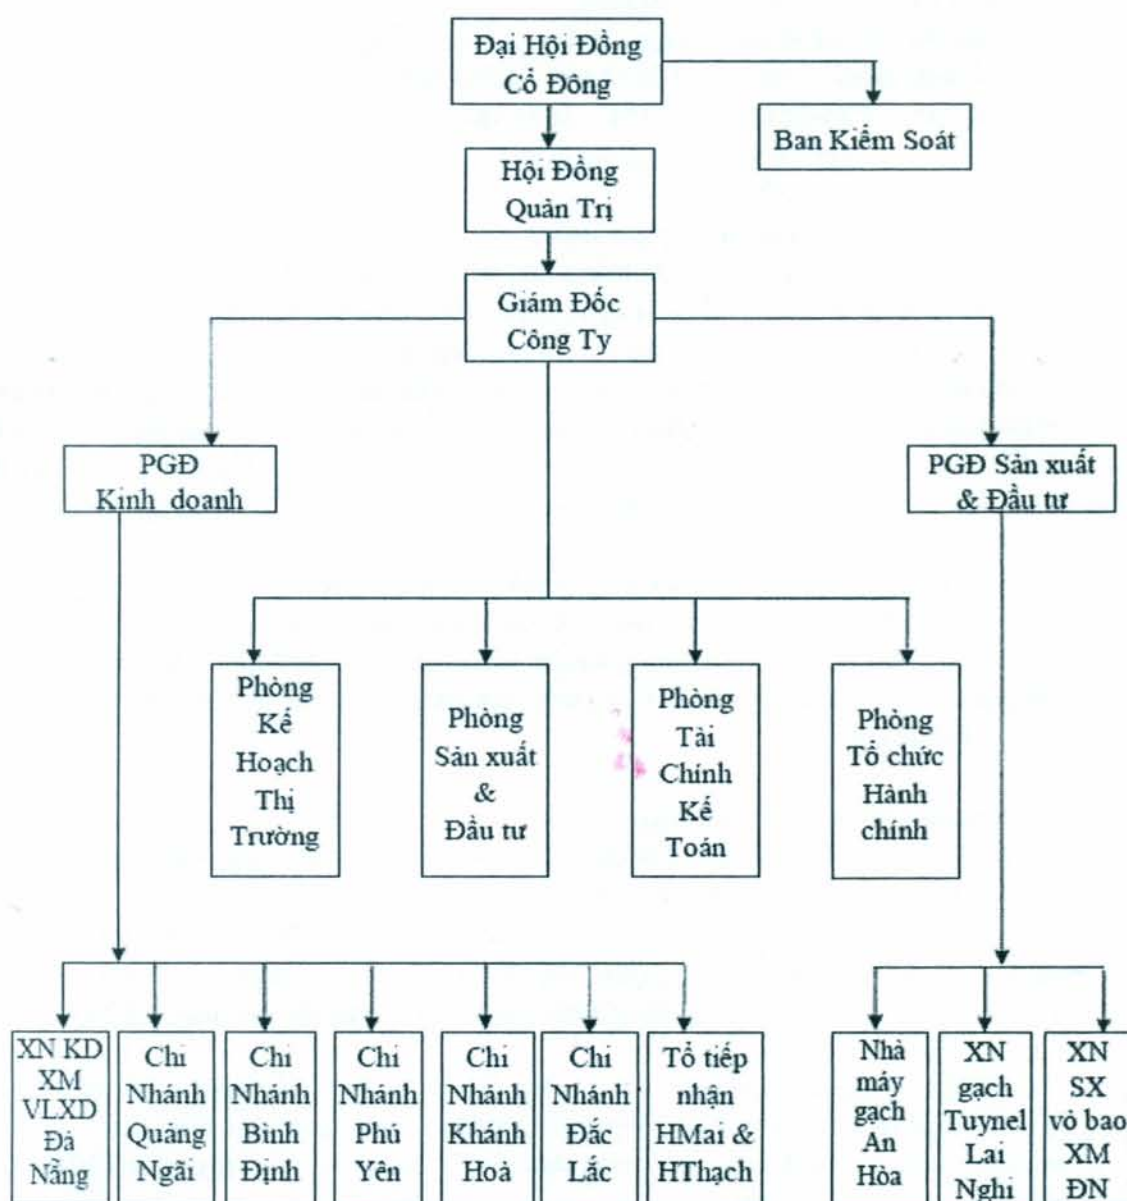 Đại Hội Đồng
Cổ Đông
Ban Kiểm Soát
Hội Đồng
Quản Trị
Giám Đốc
Công Ty
PGĐ
Kinh doanh
PGĐ Sản xuất
& Đầu tư
Phòng
Kế
Hoạch
Thị
Trường
Phòng
Sản xuất
&
Đầu tư
Phòng
Tài
Chính
Kế
Toán
Phòng
Tổ chức
Hành
chính
XN KD
XM
VLXD
Đà
Nẵng
Chi
Nhánh
Quảng
Ngãi
Chi
Nhánh
Bình
Định
Chi
Nhánh
Phú
Yên
Chi
Nhánh
Khánh
Hoà
Chi
Nhánh
Đắc
Lắc
Tổ tiếp
nhận
HMai &
HThạch
Nhà
máy
gạch
An
Hòa
XN
gạch
Tuynel
Lai
Nghi
XN
SX
vỏ bao
XM
ĐN